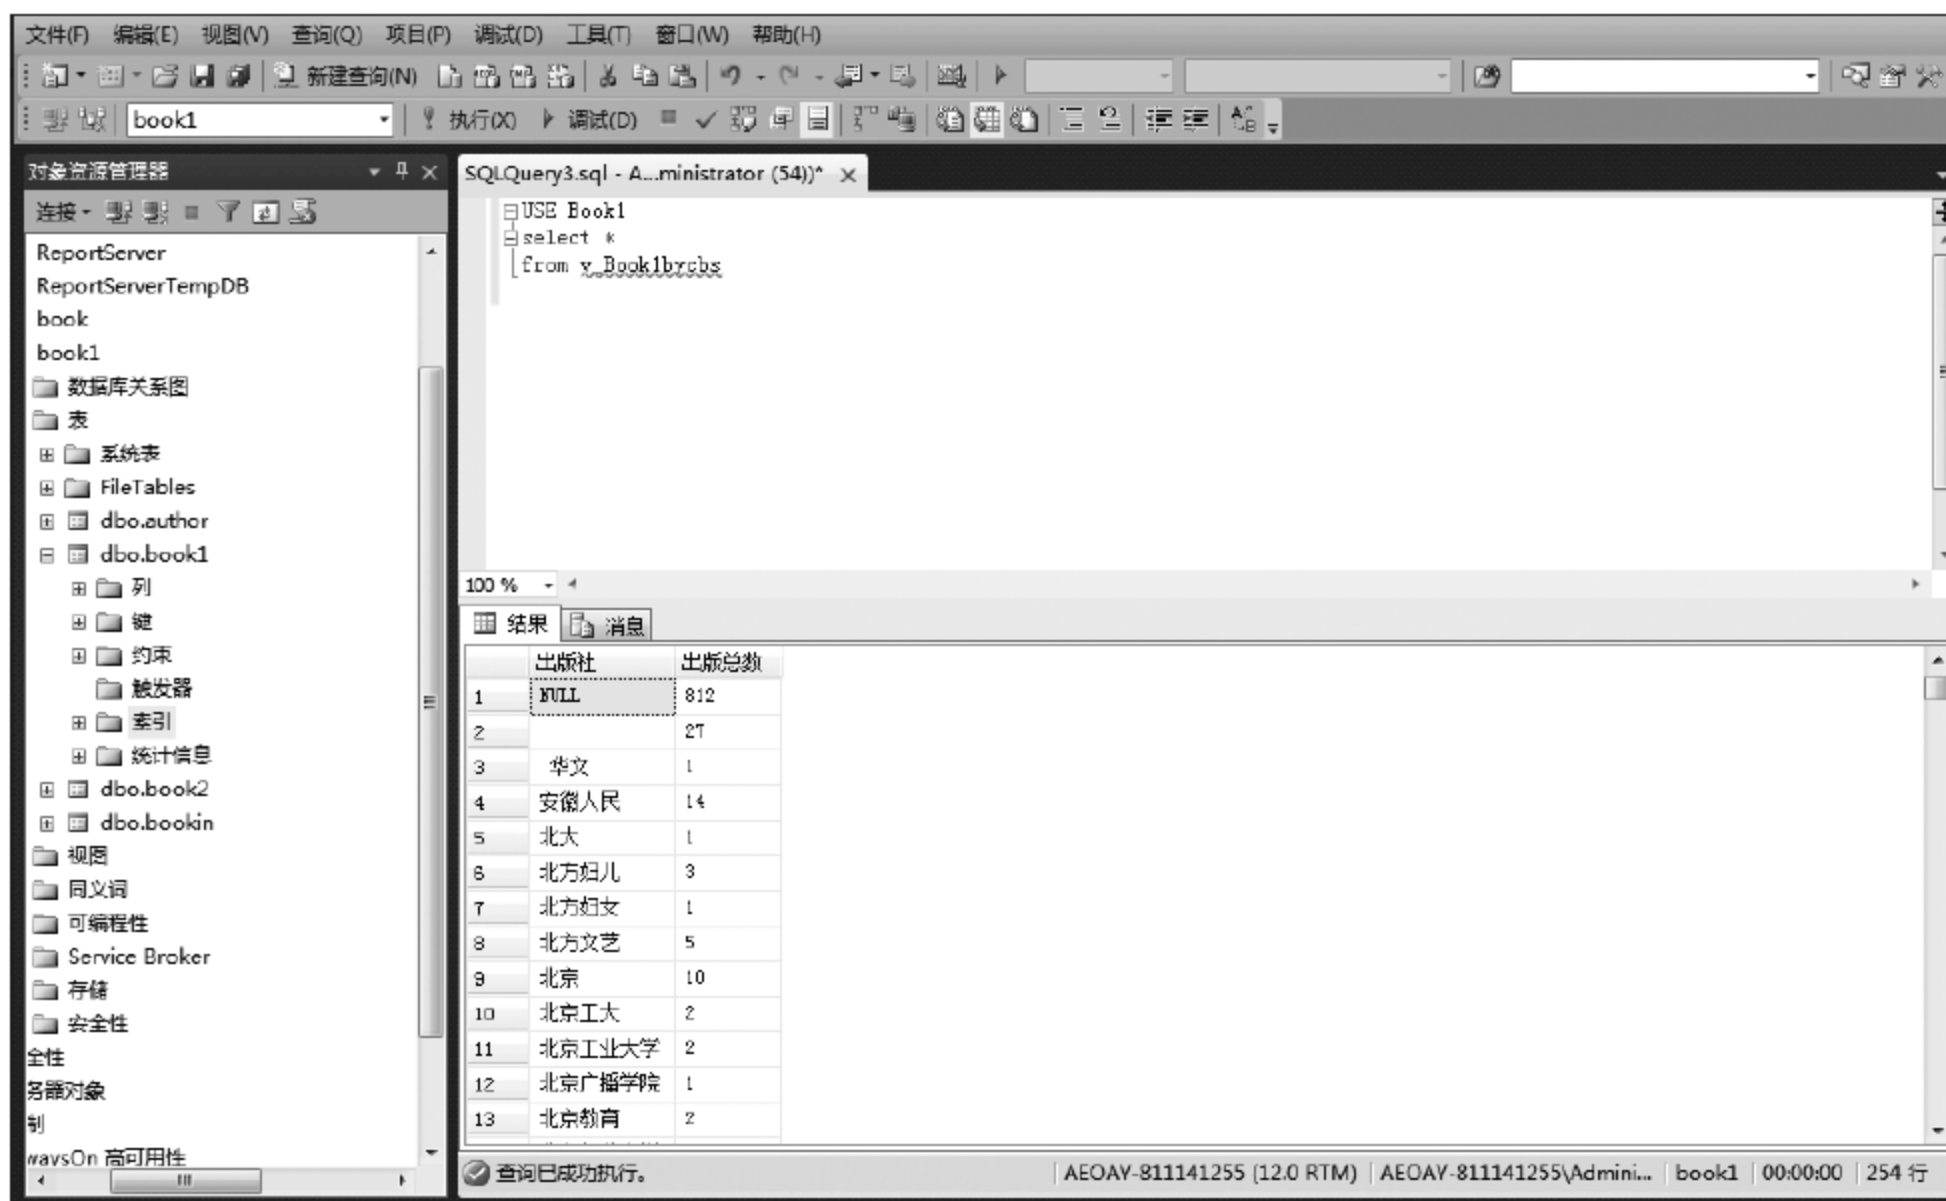 文件(F) 编辑(E) 视图(V) 查询(Q) 项目(P) 调试(D) 工具(T) 窗口(W) 帮助(H)
新建查询(N)
book1 执行(X) 调试(D)
对象资源管理器
连接
ReportServer
ReportServerTempDB
book
book1
数据库关系图
表
系统表
FileTables
dbo.author
dbo.book1
列
键
约束
触发器
索引
统计信息
dbo.book2
dbo.bookin
视图
同义词
可编程性
Service Broker
存储
安全性
全性
务器对象
制
waysOn 高可用性
SQLQuery3.sql - A...ministrator (54))*
USE Book1
select *
from v_Book1bycbs
100 %
结果 消息
出版社 出版总数
1 NULL 812
2 27
3 华文 1
4 安徽人民 14
5 北大 1
6 北方妇儿 3
7 北方妇女 1
8 北方文艺 5
9 北京 10
10 北京工大 2
11 北京工业大学 2
12 北京广播学院 1
13 北京教育 2
查询已成功执行。 AEOAY-811141255 (12.0 RTM) AEOAY-811141255\Admini... book1 00:00:00 254 行